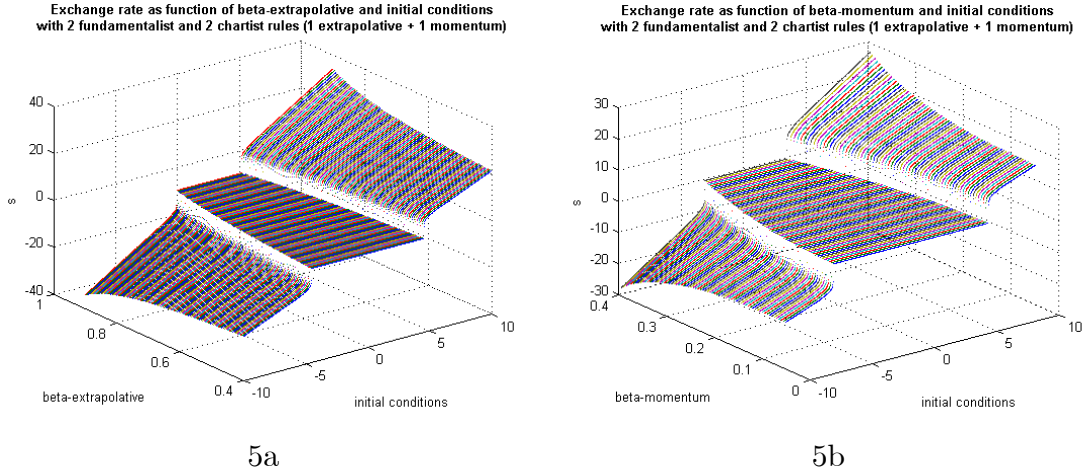 Exchange rate as function of beta-extrapolative and initial conditions
with 2 fundamentalist and 2 chartist rules (1 extrapolative + 1 momentum)
40
20
0
-20
-40
s
1
0.8
0.6
0.4
beta-extrapolative
-10
-5
0
5
10
initial conditions
5a
Exchange rate as function of beta-momentum and initial conditions
with 2 fundamentalist and 2 chartist rules (1 extrapolative + 1 momentum)
30
20
10
0
-10
-20
-30
s
0.4
0.3
0.2
0.1
0
beta-momentum
-10
-5
0
5
10
initial conditions
5b